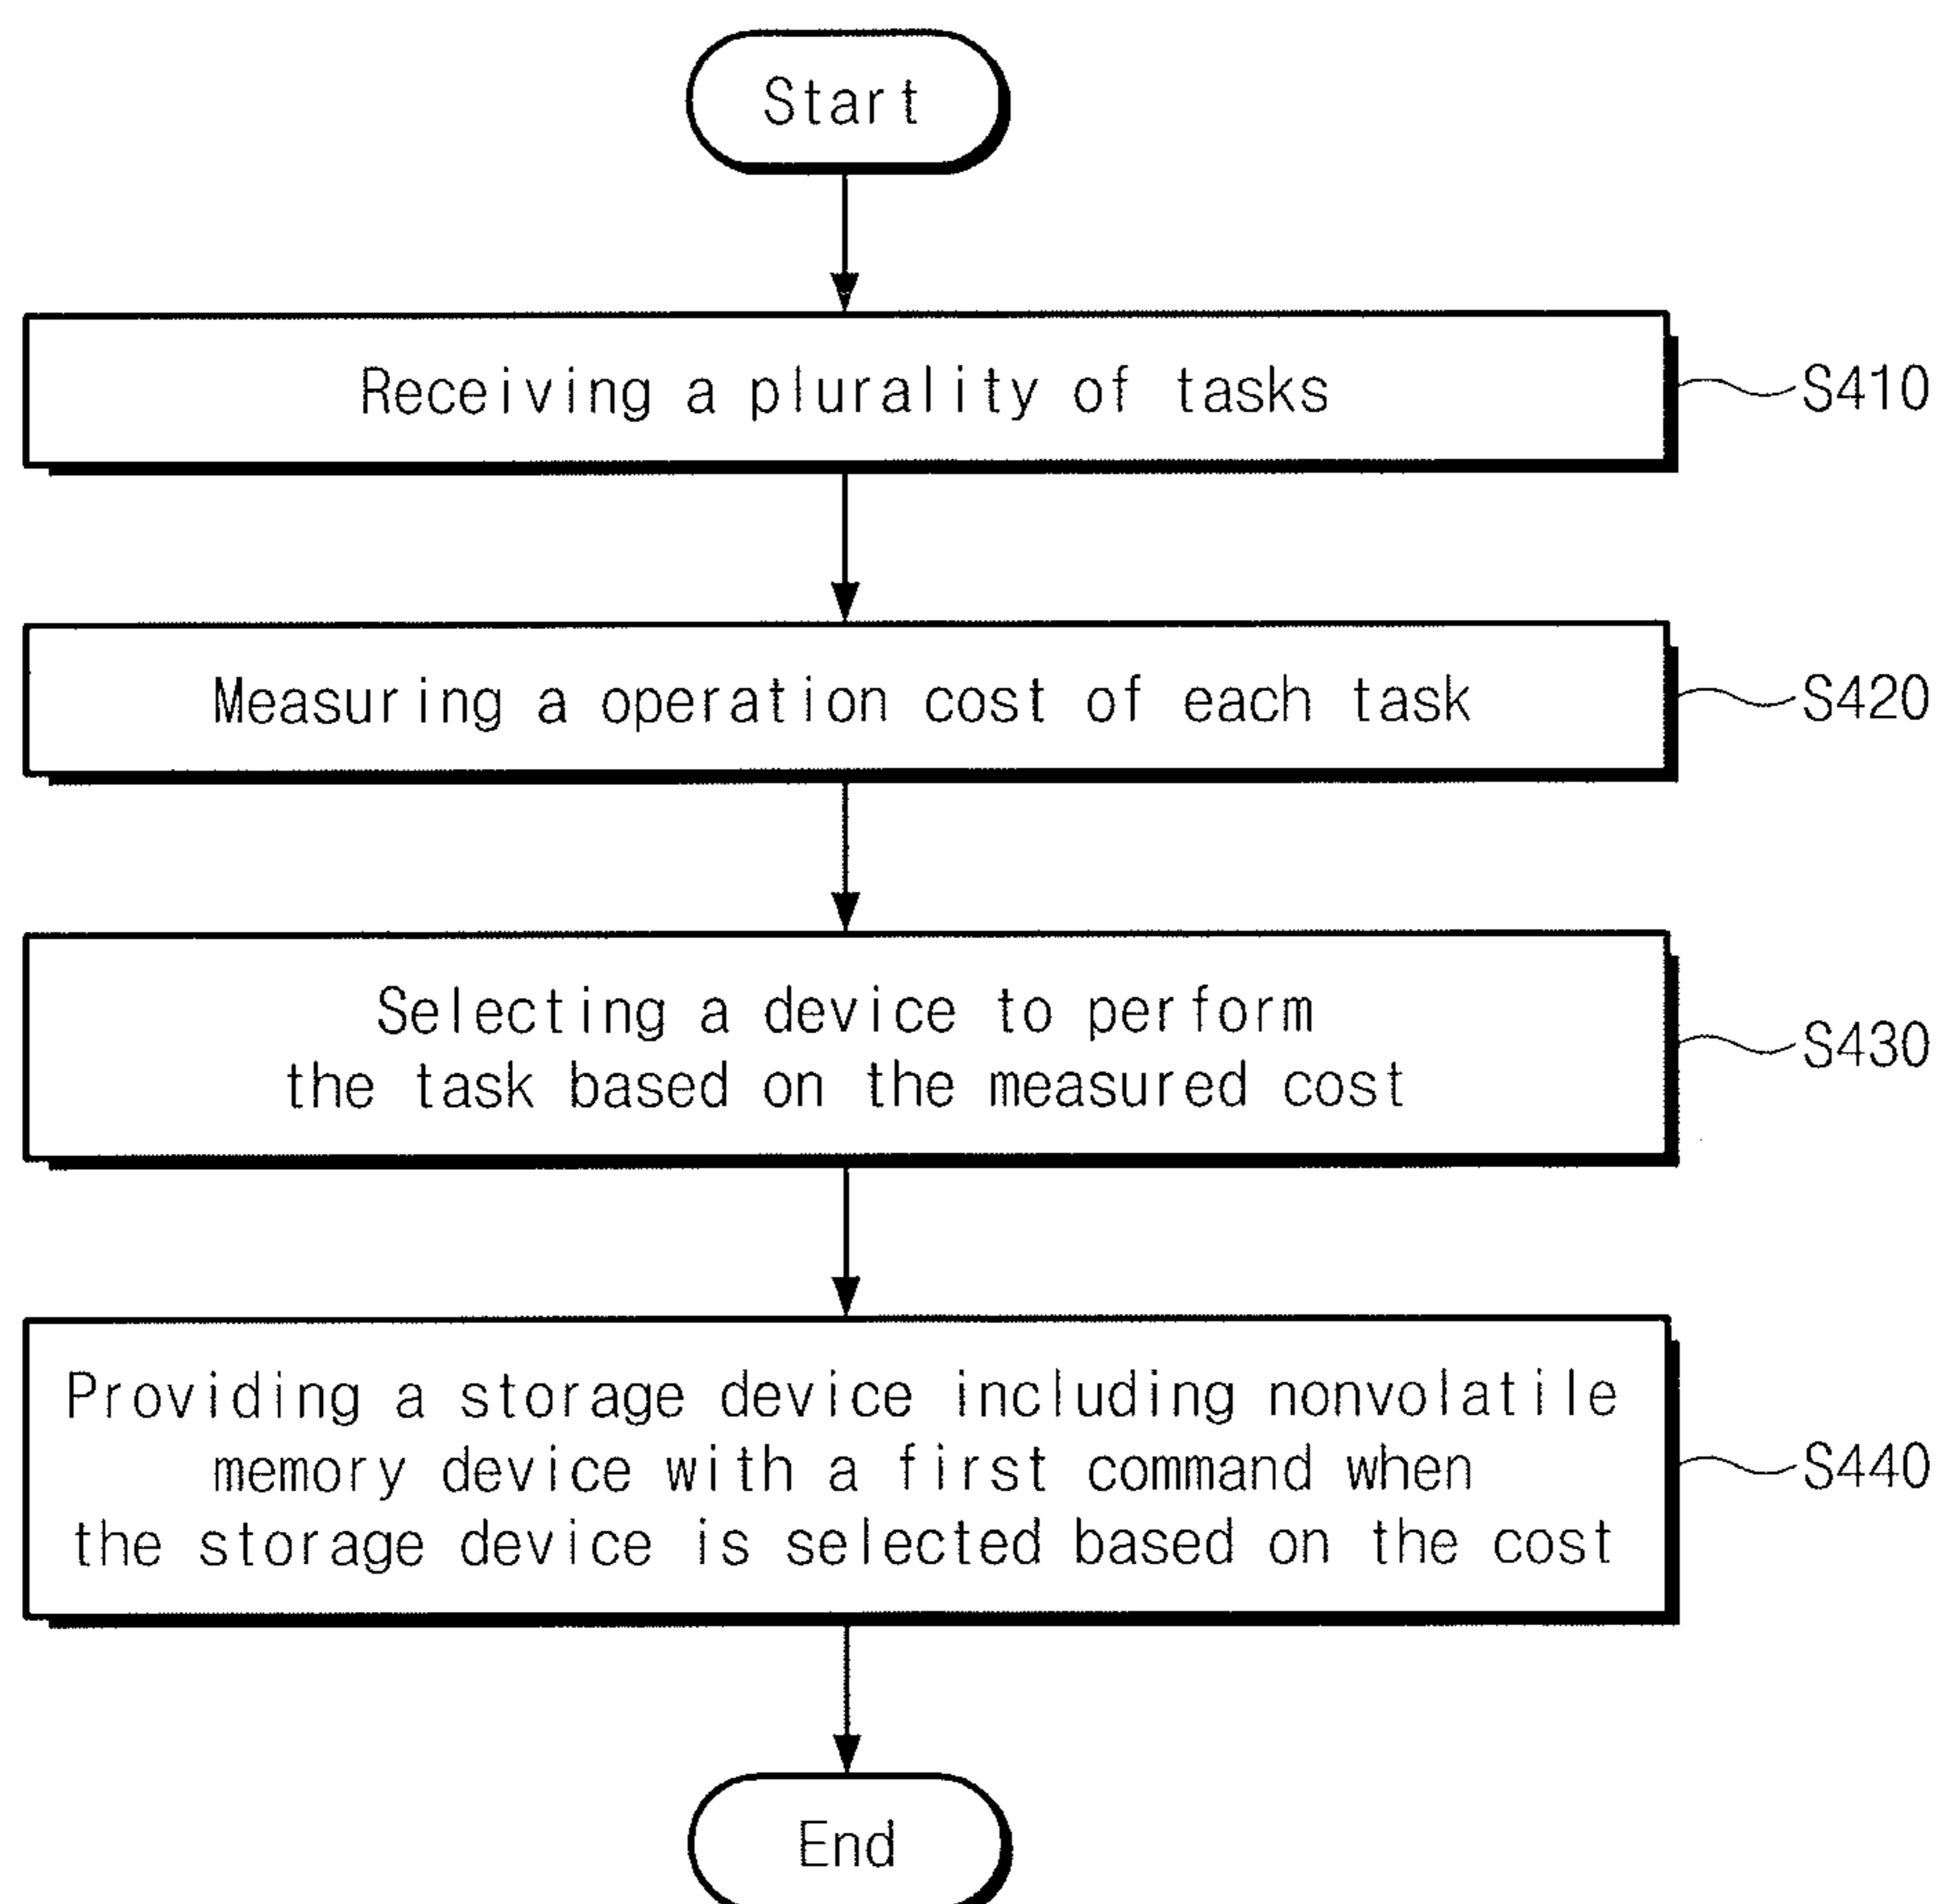 Start
Receiving a plurality of tasks
S410
Measuring a operation cost of each task
S420
Selecting a device to perform
the task based on the measured cost
S430
Providing a storage device including nonvolatile
memory device with a first command when
the storage device is selected based on the cost
S440
End